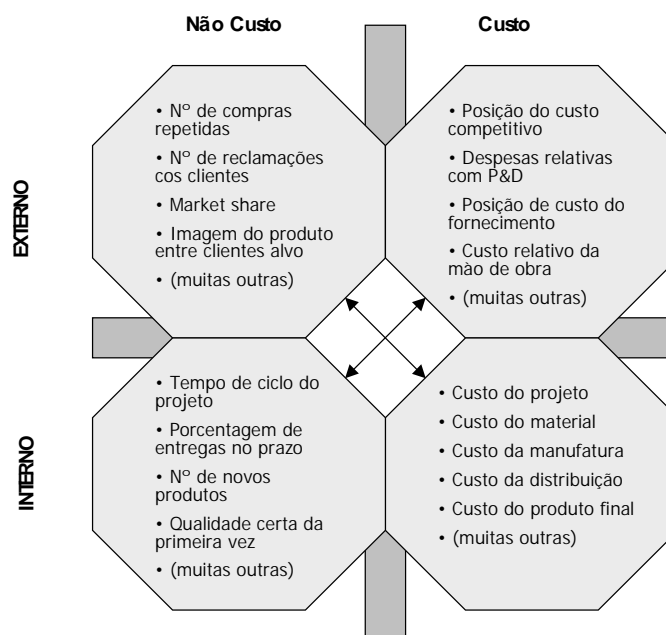 Não Custo
Custo
EXTERNO
• Nº de compras
repetidas
• Nº de reclamações
cos clientes
• Market share
• Imagem do produto
entre clientes alvo
• (muitas outras)
• Posição do custo
competitivo
• Despesas relativas
com P&D
• Posição de custo do
fornecimento
• Custo relativo da
mào de obra
• (muitas outras)
INTERNO
• Tempo de ciclo do
projeto
• Porcentagem de
entregas no prazo
• Nº de novos
produtos
• Qualidade certa da
primeira vez
• (muitas outras)
• Custo do projeto
• Custo do material
• Custo da manufatura
• Custo da distribuição
• Custo do produto final
• (muitas outras)